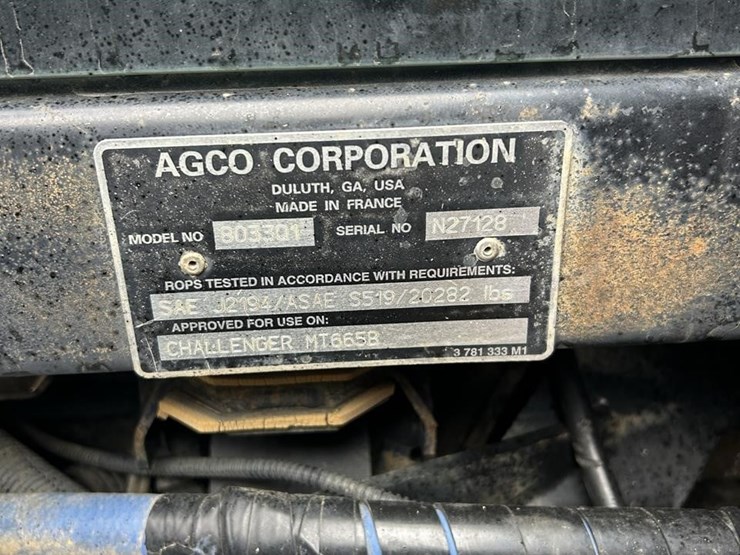 AGCO CORPORATION
DULUTH, GA, USA
MADE IN FRANCE
MODEL NO 803301 SERIAL NO N27128
ROPS TESTED IN ACCORDANCE WITH REQUIREMENTS:
SAE J2194/ASAE S519/20282 lbs
APPROVED FOR USE ON:
CHALLENGER MT665B
3 781 333 M1